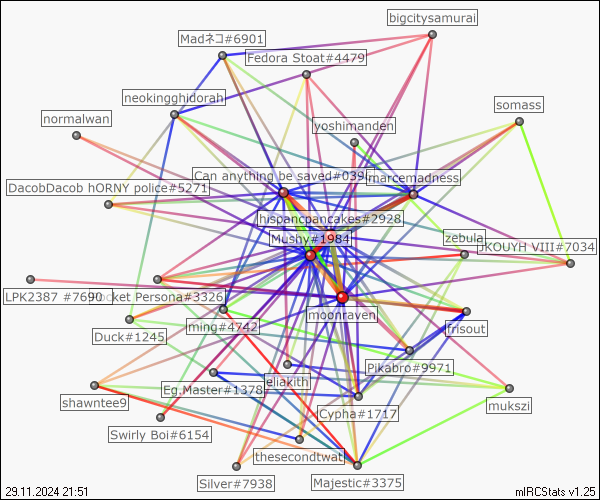 bigcitysamurai
Madネコ#6901
Fedora Stoat#4479
neokingghidorah
somass
normalwan
yoshimanden
Can anything be saved#039
marcemadness
DacobDacob hORNY police#5271
hispancpancakes#2928
Mushy#1984
zebula
JKOUYH VIII#7034
LPK2387 #7690
cket Persona#3326
moonraven
ming#4742
frisout
Duck#1245
Pikabro#9971
eliakith
Eg.Master#1378
shawntee9
mukszi
Cypha#1717
Swirly Boi#6154
thesecondtwat
Silver#7938
Majestic#3375
29.11.2024 21:51
mIRCStats v1.25